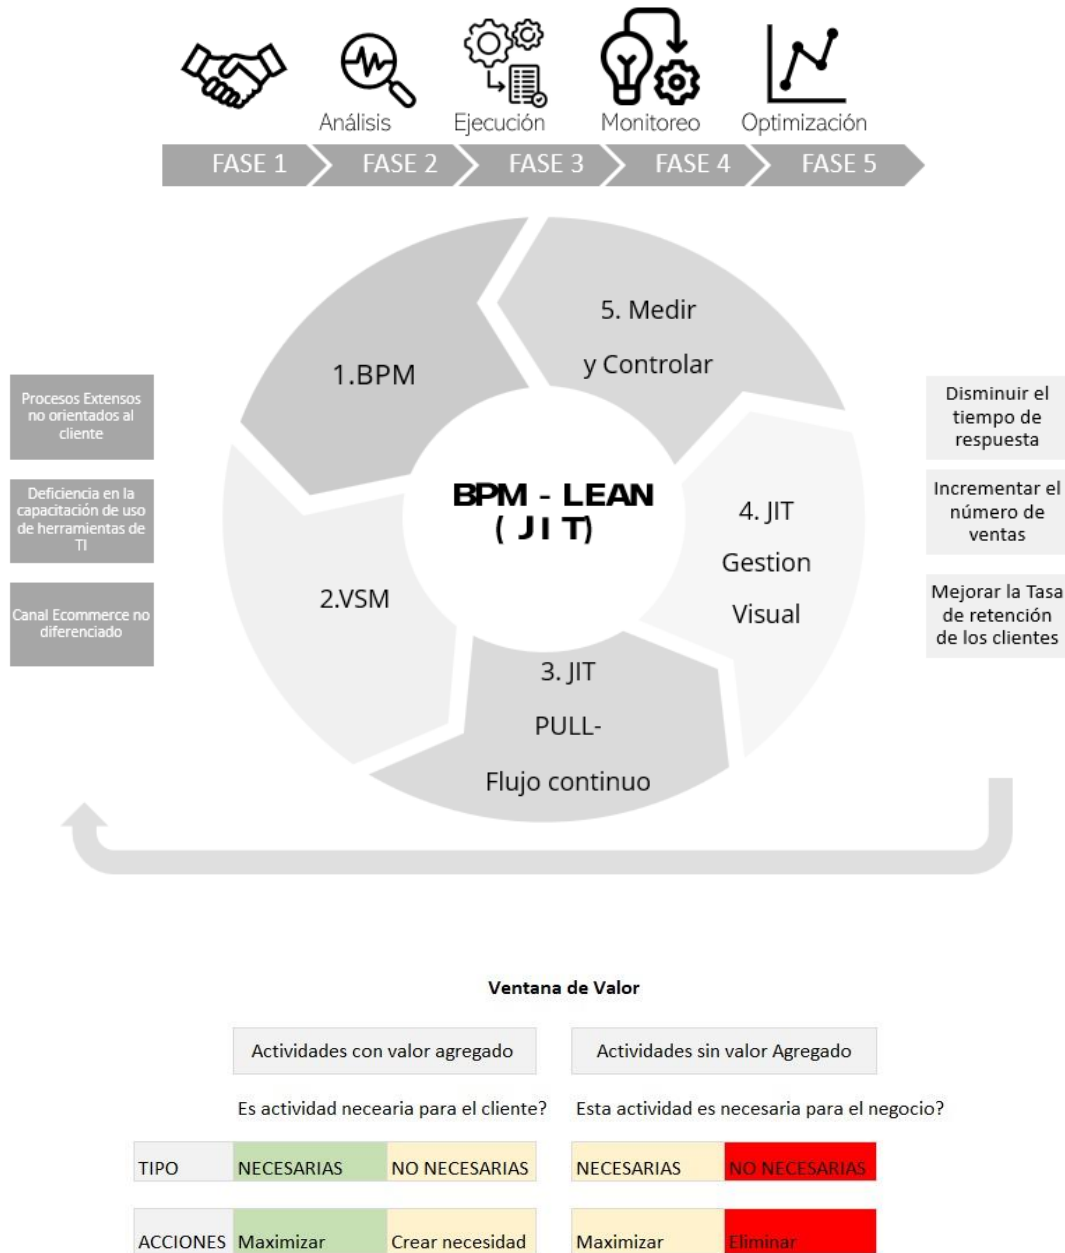 Análisis
Ejecución
Monitoreo
Optimización
FASE 1
FASE 2
FASE 3
FASE 4
FASE 5
5. Medir
y Controlar
1.BPM
Procesos Extensos
no orientados al
cliente
Disminuir el
tiempo de
respuesta
BPM - LEAN
( JIT)
Deficiencia en la
capacitación de uso
de herramientas de
TI
4. JIT
Gestion
Visual
Incrementar el
número de
ventas
2.VSM
Canal Ecommerce no
diferenciado
Mejorar la Tasa
de retención
de los clientes
3. JIT
PULL-
Flujo continuo
Ventana de Valor
Actividades con valor agregado
Actividades sin valor Agregado
Es actividad necearia para el cliente?
Esta actividad es necesaria para el negocio?
TIPO NECESARIAS NO NECESARIAS NECESARIAS NO NECESARIAS
ACCIONES Maximizar Crear necesidad Maximizar Eliminar